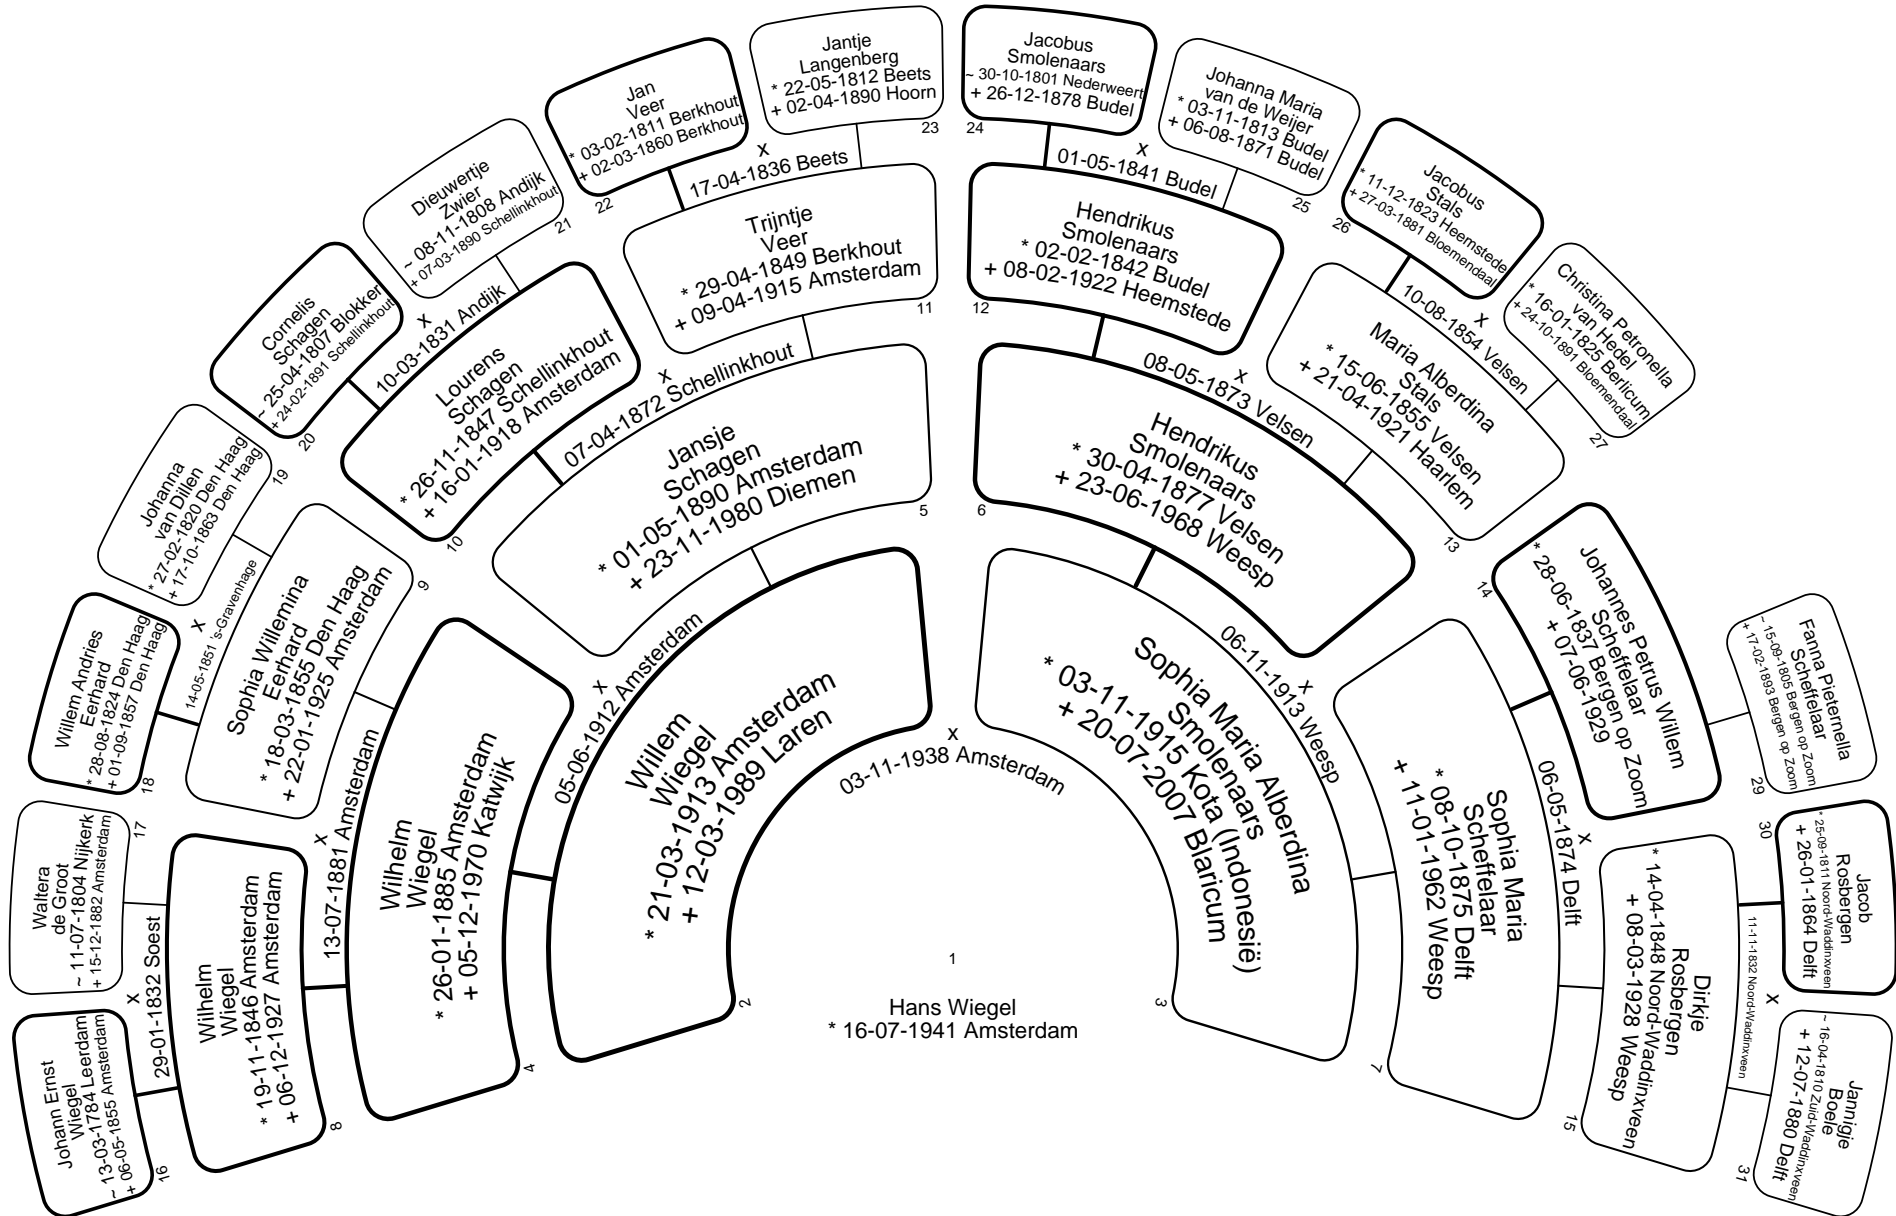 1
Hans Wiegel
* 16-07-1941 Amsterdam
2
Willem
Wiegel
* 21-03-1913 Amsterdam
+ 12-03-1989 Laren
x
03-11-1938 Amsterdam
3
Sophia Maria Alberdina
Smolenaars
* 03-11-1915 Kota (Indonesië)
+ 20-07-2007 Blaricum
4
Wilhelm
Wiegel
* 26-01-1885 Amsterdam
+ 05-12-1970 Katwijk
x
05-06-1912 Amsterdam
5
Jansje
Schagen
* 01-05-1890 Amsterdam
+ 23-11-1980 Diemen
6
Hendrikus
Smolenaars
* 30-04-1877 Velsen
+ 23-06-1968 Weesp
x
06-11-1913 Weesp
7
Sophia Maria
Scheffelaar
* 08-10-1875 Delft
+ 11-01-1962 Weesp
8
Wilhelm
Wiegel
* 19-11-1846 Amsterdam
+ 06-12-1927 Amsterdam
x
13-07-1881 Amsterdam
9
Sophia Willemina
Eerhard
* 18-03-1855 Den Haag
+ 22-01-1925 Amsterdam
10
Lourens
Schagen
* 26-11-1847 Schellinkhout
+ 16-01-1918 Amsterdam
x
07-04-1872 Schellinkhout
11
Trijntje
Veer
* 29-04-1849 Berkhout
+ 09-04-1915 Amsterdam
12
Hendrikus
Smolenaars
* 02-02-1842 Budel
+ 08-02-1922 Heemstede
x
08-05-1873 Velsen
13
Maria Alberdina
Stals
* 15-06-1855 Velsen
+ 21-04-1921 Haarlem
14
Johannes Petrus Willem
Scheffelaar
* 28-06-1837 Bergen op Zoom
+ 07-06-1929
x
06-05-1874 Delft
15
Dirkje
Rosbergen
* 14-04-1848 Noord-Waddinxveen
+ 08-03-1928 Weesp
16
Johann Ernst
Wiegel
~ 13-03-1784 Leerdam
+ 06-05-1855 Amsterdam
x
29-01-1832 Soest
17
Waltera
de Groot
~ 11-07-1804 Nijkerk
+ 15-12-1882 Amsterdam
18
Willem Andries
Eerhard
* 28-08-1824 Den Haag
+ 01-09-1857 Den Haag
x
14-05-1851 's-Gravenhage
19
Johanna
van Dillen
* 27-02-1820 Den Haag
+ 17-10-1863 Den Haag
20
Cornelis
Schagen
~ 25-04-1807 Blokker
+ 24-02-1891 Schellinkhout
x
10-03-1831 Andijk
21
Dieuwertje
Zwier
~ 08-11-1808 Andijk
+ 07-03-1890 Schellinkhout
22
Jan
Veer
* 03-02-1811 Berkhout
+ 02-03-1860 Berkhout
x
17-04-1836 Beets
23
Jantje
Langenberg
* 22-05-1812 Beets
+ 02-04-1890 Hoorn
24
Jacobus
Smolenaars
~ 30-10-1801 Nederweert
+ 26-12-1878 Budel
x
01-05-1841 Budel
25
Johanna Maria
van de Weijer
* 03-11-1813 Budel
+ 06-08-1871 Budel
26
Jacobus
Stals
* 11-12-1823 Heemstede
+ 27-03-1881 Bloemendaal
x
10-08-1854 Velsen
27
Christina Petronella
van Hedel
* 16-01-1825 Berlicum
+ 24-10-1891 Bloemendaal
29
Fanna Pieternella
Scheffelaar
~ 15-09-1805 Bergen op Zoom
+ 17-02-1893 Bergen op Zoom
30
Jacob
Rosbergen
* 25-09-1811 Noord-Waddinxveen
+ 26-01-1864 Delft
x
11-11-1832 Noord-Waddinxveen
31
Jannigje
Boele
~ 16-04-1810 Zuid-Waddinxveen
+ 12-07-1880 Delft